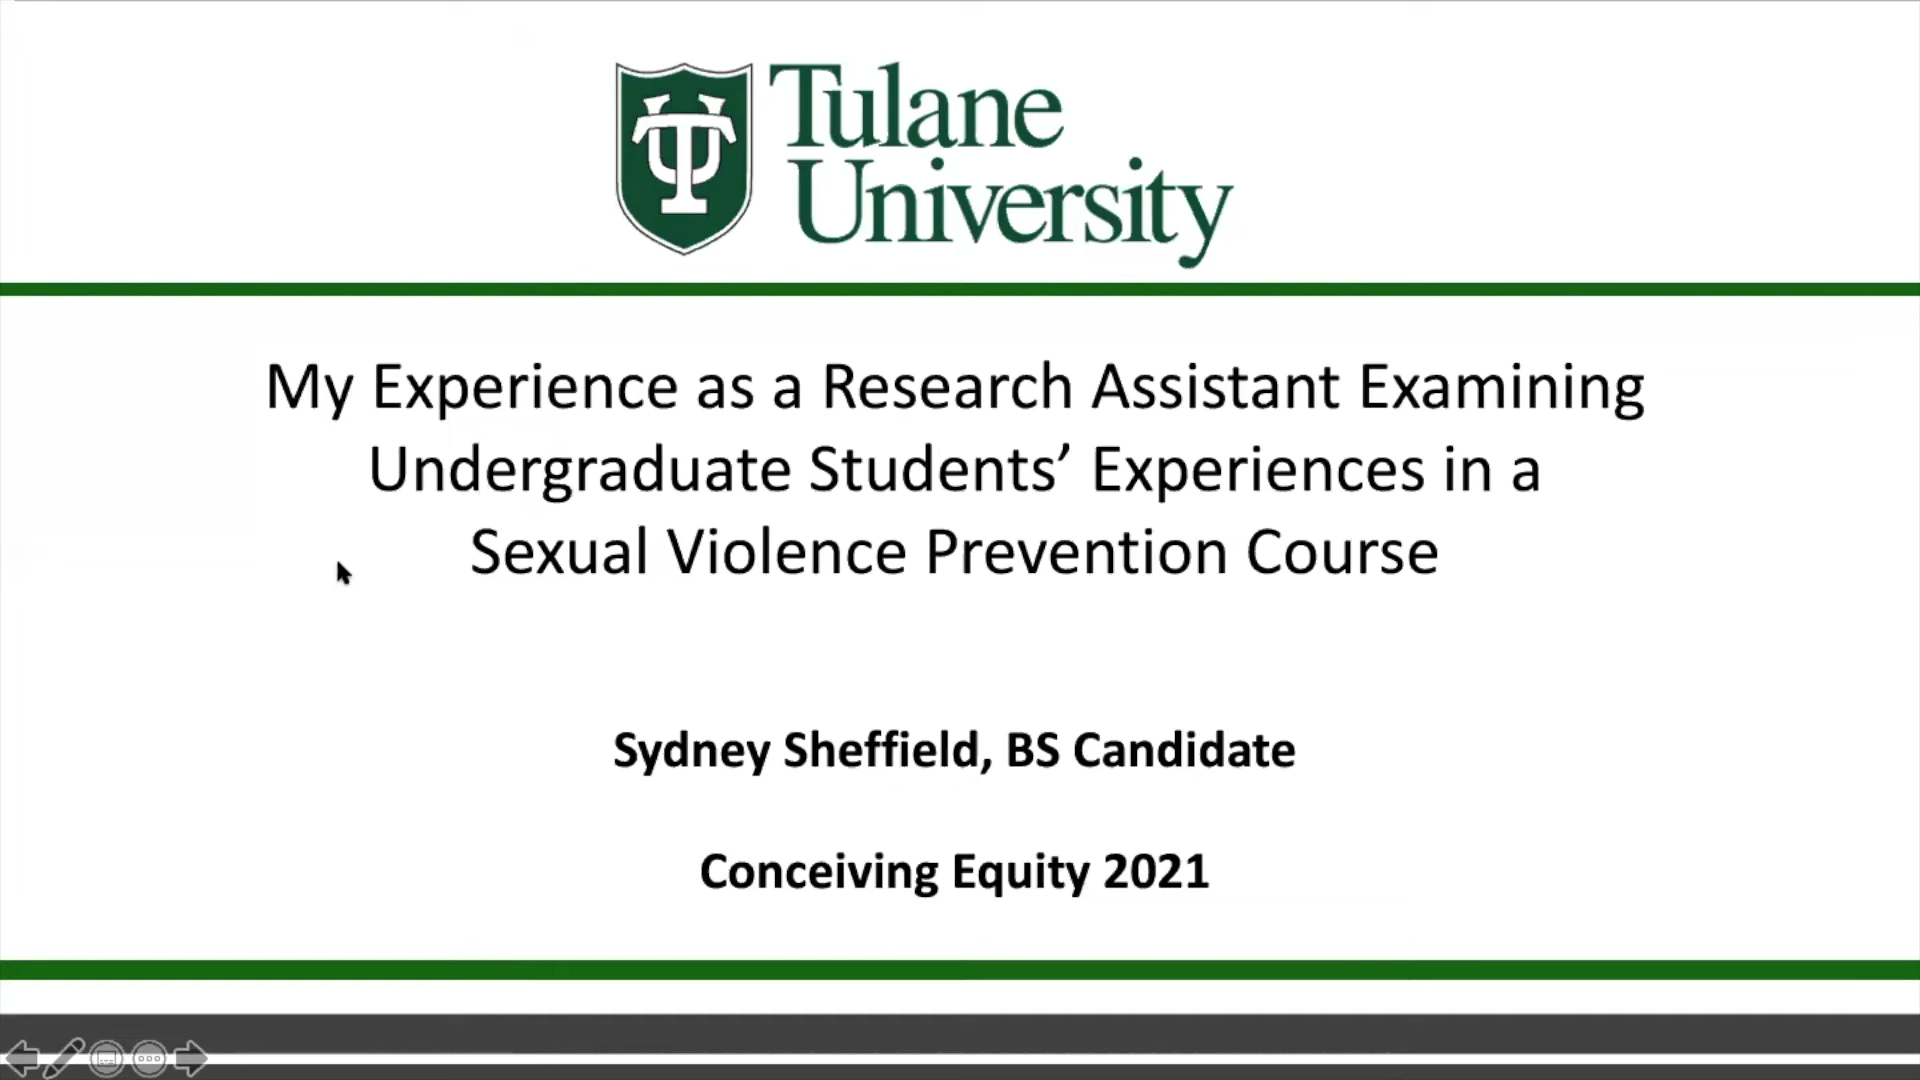 Tulane
University
My Experience as a Research Assistant Examining
Undergraduate Students’ Experiences in a
Sexual Violence Prevention Course
Sydney Sheffield, BS Candidate
Conceiving Equity 2021